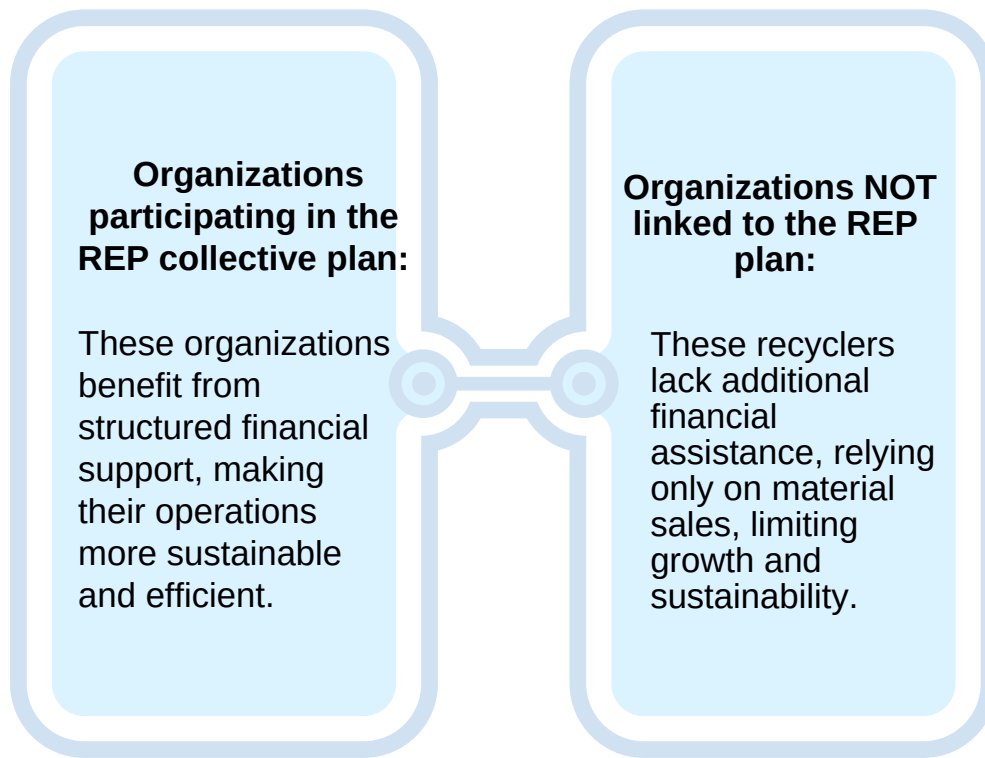 Organizations
participating in the
REP collective plan:
These organizations
benefit from
structured financial
support, making
their operations
more sustainable
and efficient.
Organizations NOT
linked to the REP
plan:
These recyclers
lack additional
financial
assistance, relying
only on material
sales, limiting
growth and
sustainability.